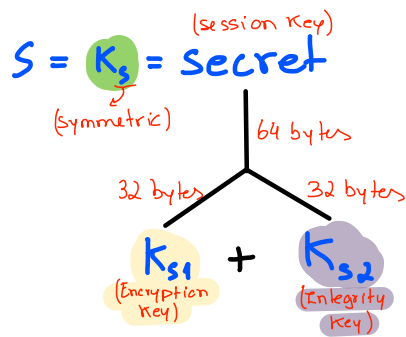 (session key)
S = Ks = secret
(symmetric)
64 bytes
32 bytes
32 bytes
Ks1 + Ks2
(Encryption
key)
(Integrity
key)